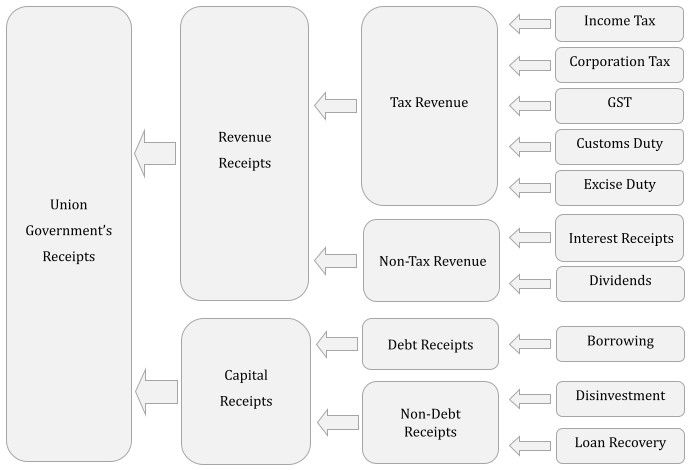 Union
Government’s
Receipts
Revenue
Receipts
Tax Revenue
Income Tax
Corporation Tax
GST
Customs Duty
Excise Duty
Non-Tax Revenue
Interest Receipts
Dividends
Capital
Receipts
Debt Receipts
Borrowing
Non-Debt
Receipts
Disinvestment
Loan Recovery